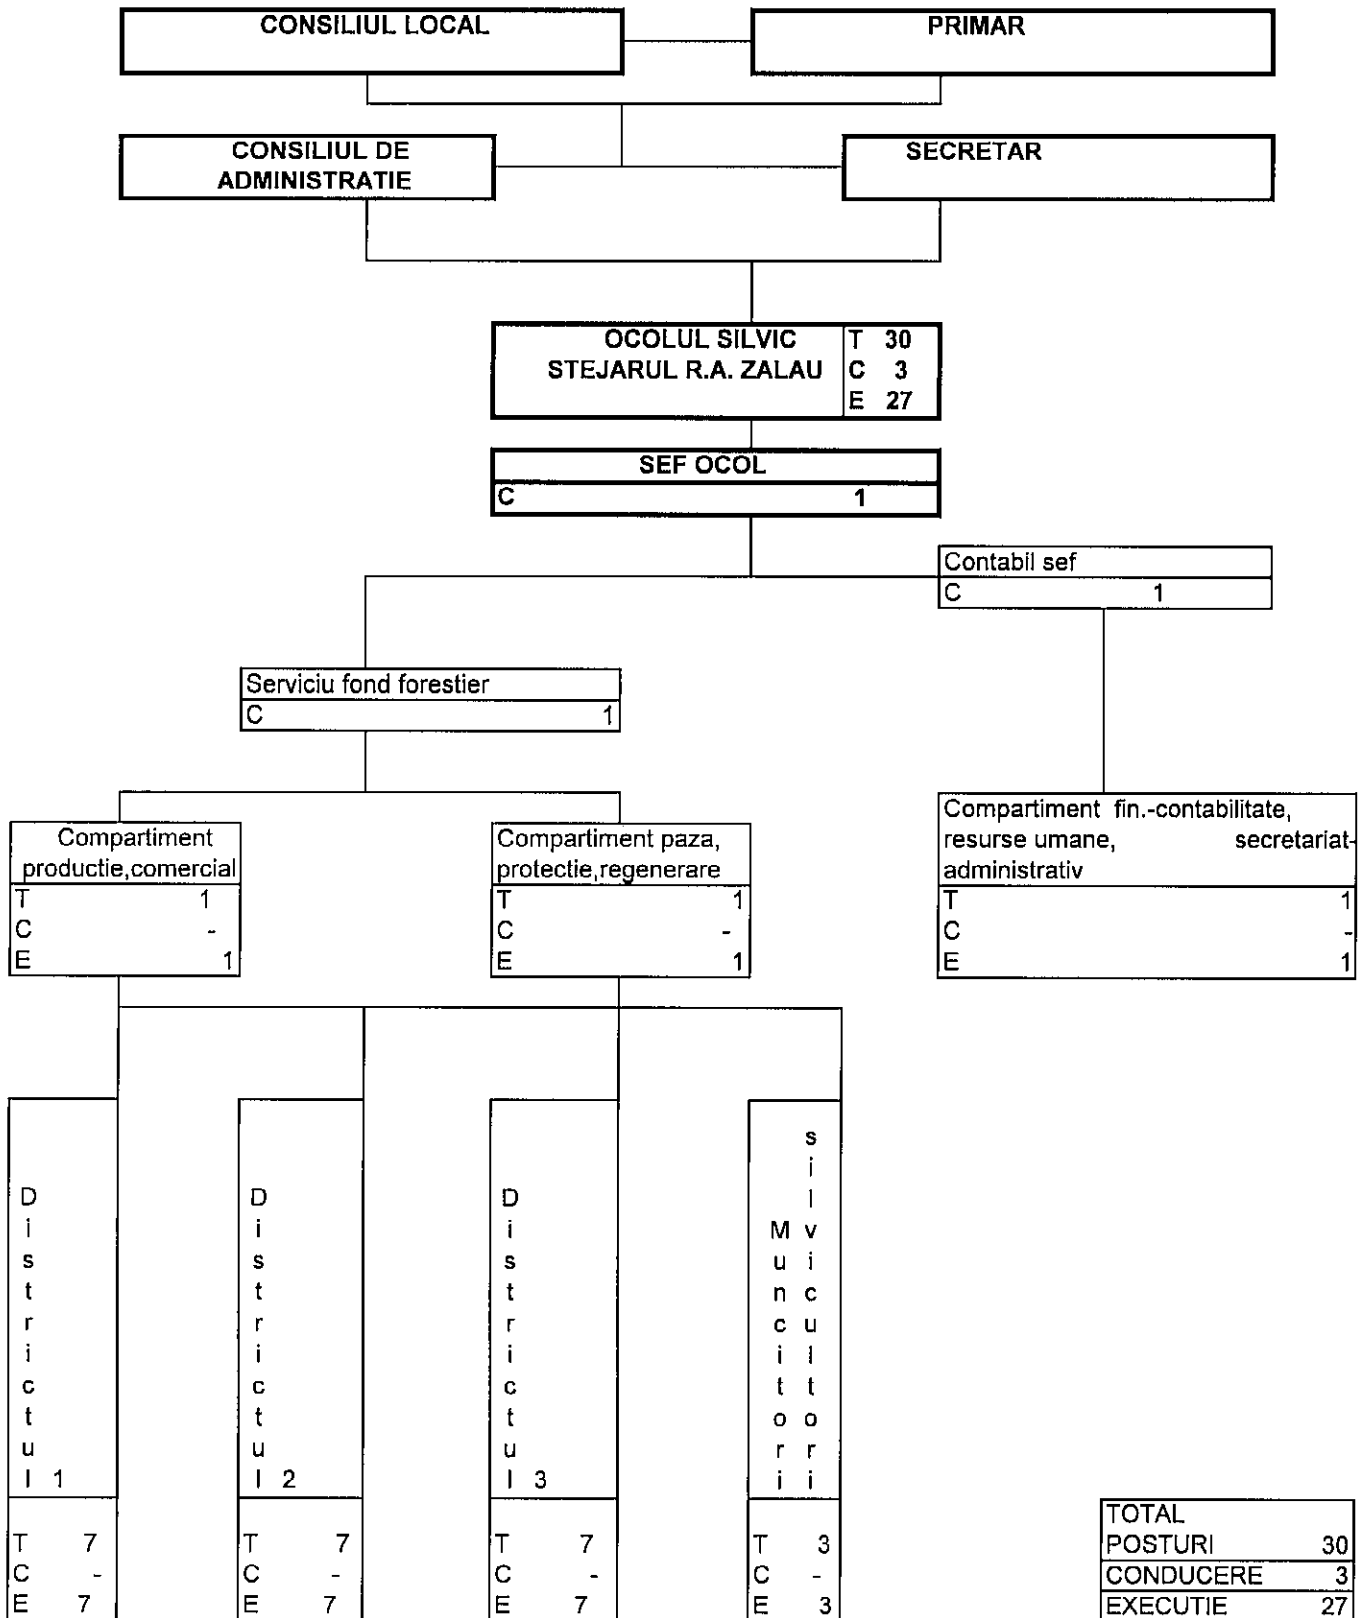 CONSILIUL LOCAL
PRIMAR
CONSILIUL DE
ADMINISTRATIE
SECRETAR
OCOLUL SILVIC
STEJARUL R.A. ZALAU
T 30
C 3
E 27
SEF OCOL
C 1
Contabil sef
C 1
Serviciu fond forestier
C 1
Compartiment
productie,comercial
T 1
C -
E 1
Compartiment paza,
protectie,regenerare
T 1
C -
E 1
Compartiment fin.-contabilitate,
resurse umane, secretariat-
administrativ
T 1
C -
E 1
Districtul 1
T 7
C -
E 7
Districtul 2
T 7
C -
E 7
Districtul 3
T 7
C -
E 7
Muncitori
silvicultori
T 3
C -
E 3
TOTAL
POSTURI 30
CONDUCERE 3
EXECUTIE 27